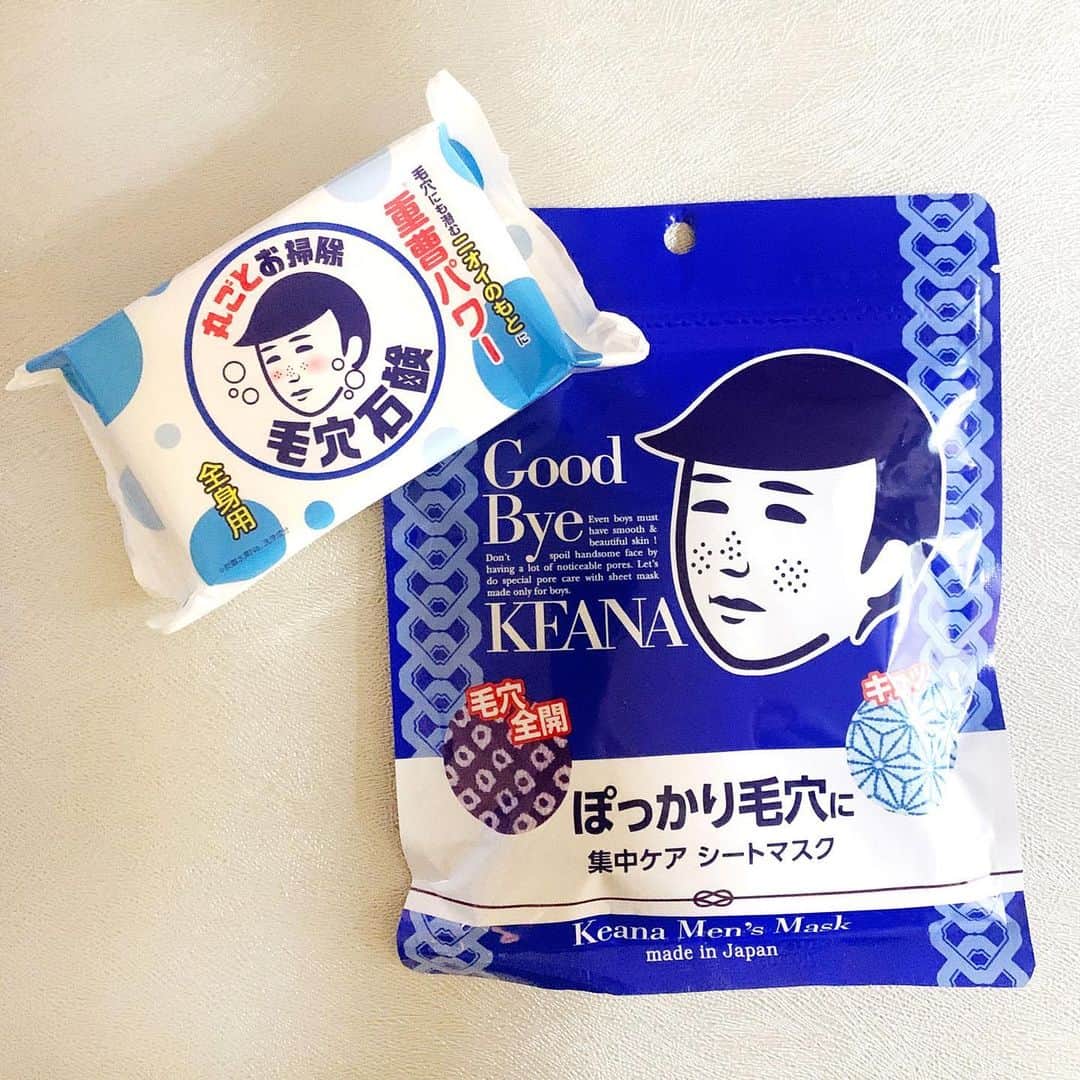 毛穴にも潜むニオイのもとに
重曹パワー
丸ごとお掃除
毛穴石鹸
全身用
Good
Bye
Even boys must
have smooth &
beautiful skin !
Don't spoil handsome face by
having a lot of noticeable pores. Let's
do special pore care with sheet mask
made only for boys.
KEANA
毛穴
全開
ぽっかり毛穴に
集中ケア シートマスク
Keana Men's Mask
made in Japan